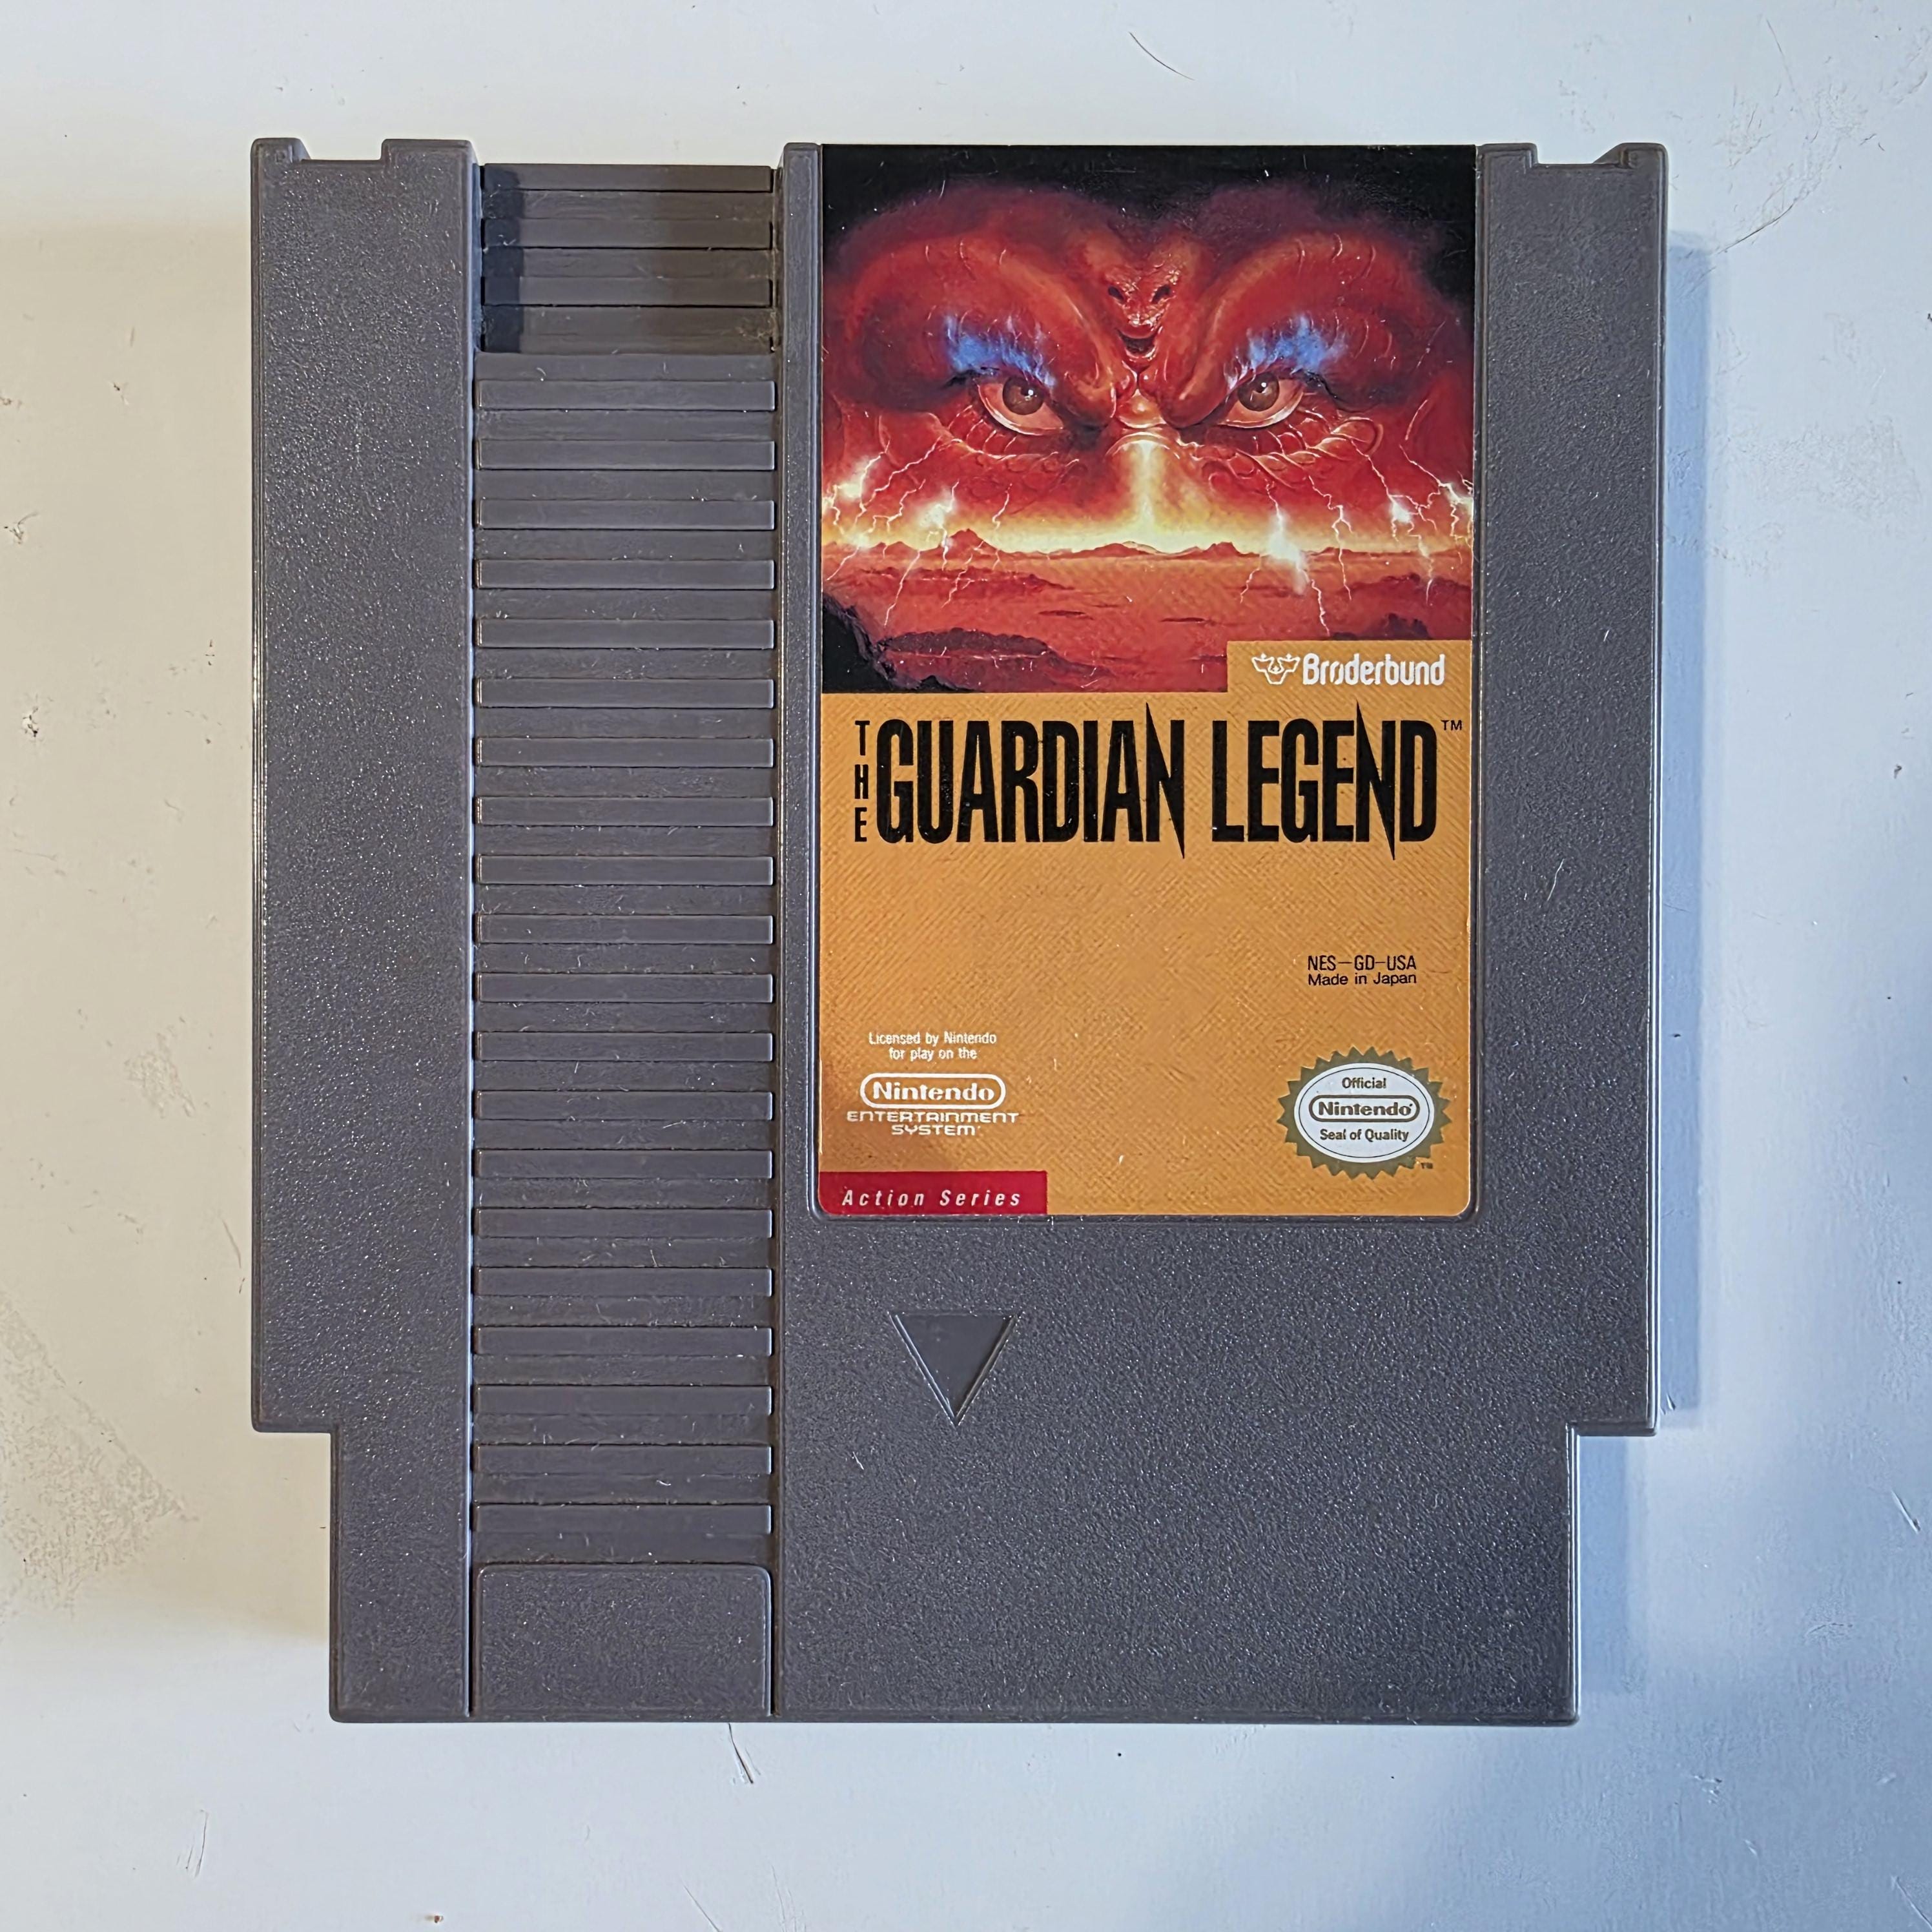 Brøderbund
THE GUARDIAN LEGEND™
NES-GD-USA
Made in Japan
Licensed by Nintendo
for play on the
Nintendo
ENTERTAINMENT
SYSTEM
Official
Nintendo
Seal of Quality
TM
Action Series